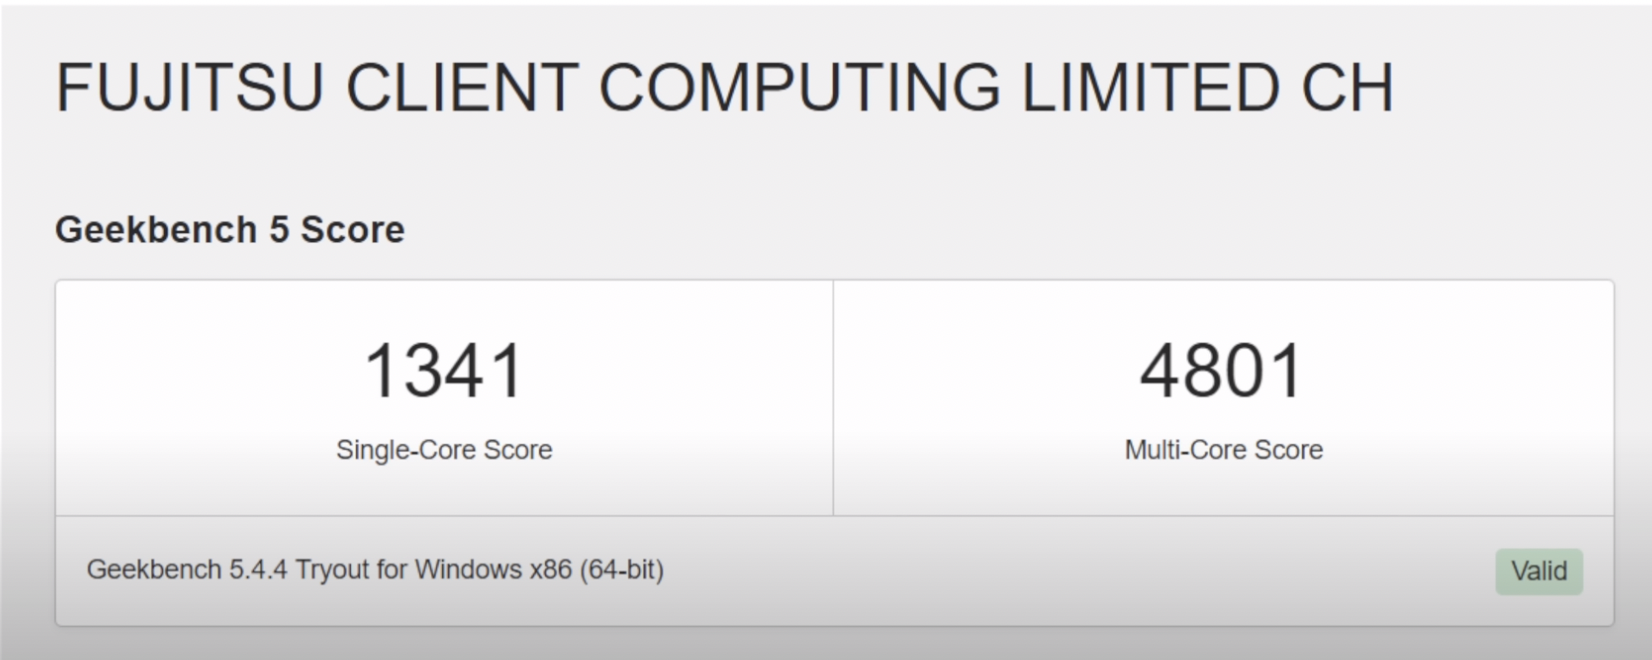 FUJITSU CLIENT COMPUTING LIMITED CH
Geekbench 5 Score
1341
Single-Core Score
4801
Multi-Core Score
Geekbench 5.4.4 Tryout for Windows x86 (64-bit)
Valid